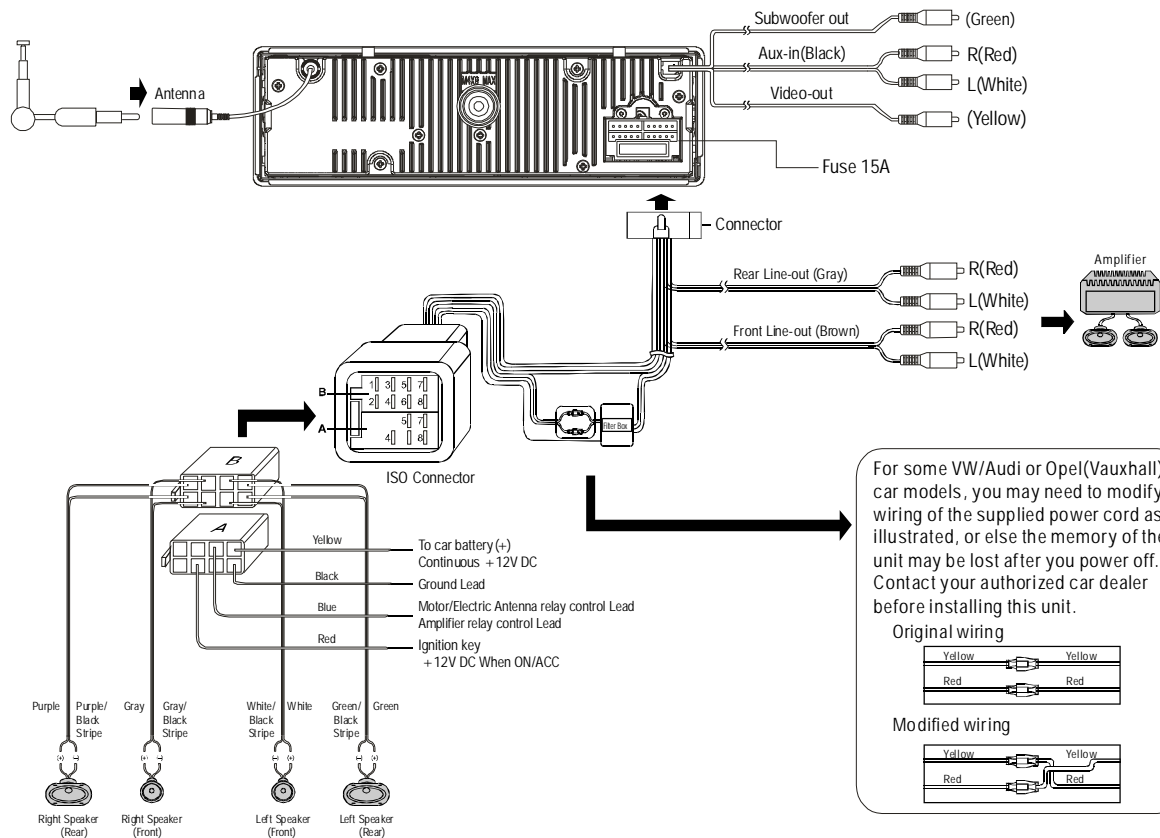 Subwoofer out
(Green)
Aux-in(Black)
R(Red)
L(White)
Video-out
(Yellow)
Antenna
M4X9 MAX
Fuse 15A
Connector
Rear Line-out (Gray)
R(Red)
L(White)
Front Line-out (Brown)
R(Red)
L(White)
Amplifier
B
1 3 5 7
2 4 6 8
A
5 7
4 8
Filter Box
ISO Connector
B
A
Yellow
To car battery (+)
Continuous +12V DC
Black
Ground Lead
Blue
Motor/Electric Antenna relay control Lead
Amplifier relay control Lead
Red
Ignition key
+12V DC When ON/ACC
Purple
Purple/
Black
Stripe
Gray
Gray/
Black
Stripe
White/
Black
Stripe
White
Green/
Black
Stripe
Green
(+) (-)
(+) (-)
(-) (+)
(-) (+)
Right Speaker
(Rear)
Right Speaker
(Front)
Left Speaker
(Front)
Left Speaker
(Rear)
For some VW/Audi or Opel(Vauxhall)
car models, you may need to modify
wiring of the supplied power cord as
illustrated, or else the memory of the
unit may be lost after you power off.
Contact your authorized car dealer
before installing this unit.
Original wiring
Yellow Yellow
Red Red
Modified wiring
Yellow Yellow
Red Red